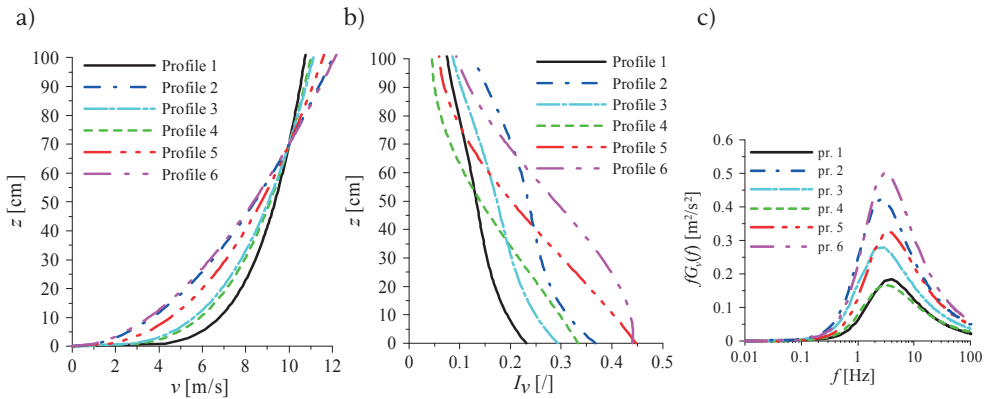 a)
z [cm]
100
90
80
70
60
50
40
30
20
10
0
0 2 4 6 8 10 12
v [m/s]
Profile 1
Profile 2
Profile 3
Profile 4
Profile 5
Profile 6
b)
z [cm]
100
90
80
70
60
50
40
30
20
10
0
0 0.1 0.2 0.3 0.4 0.5
Iv [/]
Profile 1
Profile 2
Profile 3
Profile 4
Profile 5
Profile 6
c)
fGv(f) [m²/s²]
0.6
0.5
0.4
0.3
0.2
0.1
0
0.01 0.1 1 10 100
f [Hz]
pr. 1
pr. 2
pr. 3
pr. 4
pr. 5
pr. 6